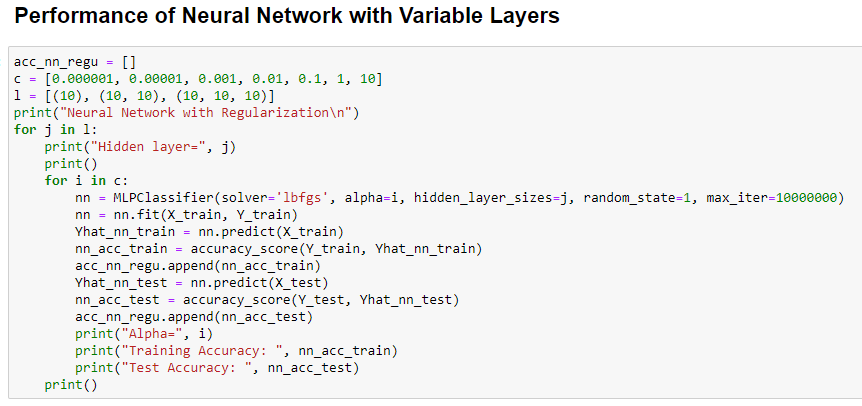 Performance of Neural Network with Variable Layers
acc_nn_regu = []
c = [0.000001, 0.00001, 0.001, 0.01, 0.1, 1, 10]
l = [(10), (10, 10), (10, 10, 10)]
print("Neural Network with Regularization\n")
for j in l:
    print("Hidden layer=", j)
    print()
    for i in c:
        nn = MLPClassifier(solver='lbfgs', alpha=i, hidden_layer_sizes=j, random_state=1, max_iter=10000000)
        nn = nn.fit(X_train, Y_train)
        Yhat_nn_train = nn.predict(X_train)
        nn_acc_train = accuracy_score(Y_train, Yhat_nn_train)
        acc_nn_regu.append(nn_acc_train)
        Yhat_nn_test = nn.predict(X_test)
        nn_acc_test = accuracy_score(Y_test, Yhat_nn_test)
        acc_nn_regu.append(nn_acc_test)
        print("Alpha=", i)
        print("Training Accuracy: ", nn_acc_train)
        print("Test Accuracy: ", nn_acc_test)
    print()